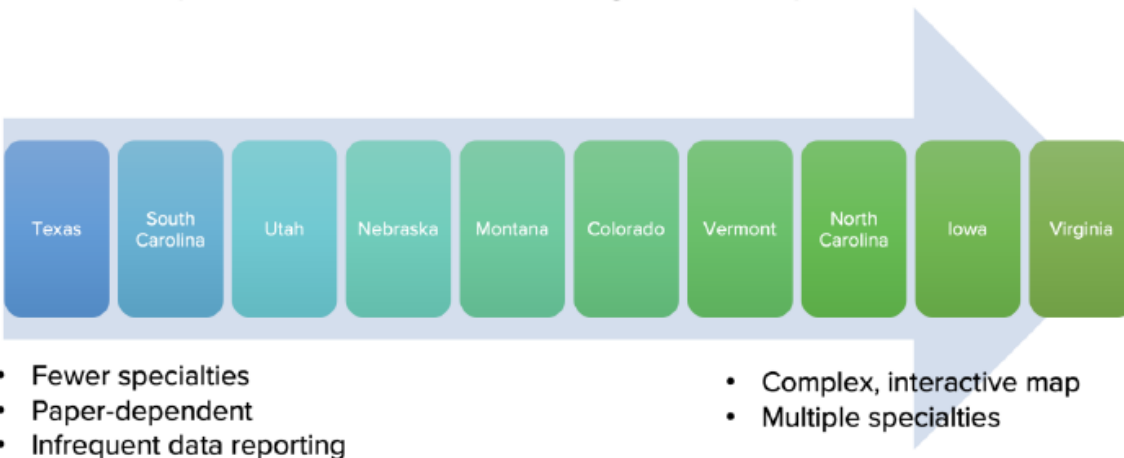 Texas
South
Carolina
Utah
Nebraska
Montana
Colorado
Vermont
North
Carolina
Iowa
Virginia
• Fewer specialties
• Paper-dependent
• Infrequent data reporting
• Complex, interactive map
• Multiple specialties